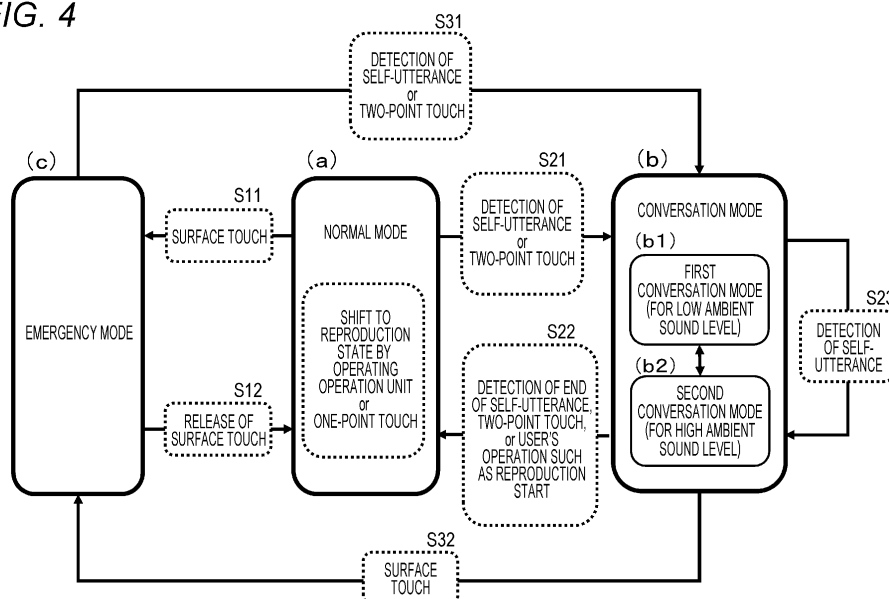 FIG. 4
S31
DETECTION OF
SELF-UTTERANCE
or
TWO-POINT TOUCH
(c)
EMERGENCY MODE
S11
SURFACE TOUCH
S12
RELEASE OF
SURFACE TOUCH
(a)
NORMAL MODE
SHIFT TO
REPRODUCTION
STATE BY
OPERATING
OPERATION UNIT
or
ONE-POINT TOUCH
S21
DETECTION OF
SELF-UTTERANCE
or
TWO-POINT TOUCH
S22
DETECTION OF END
OF SELF-UTTERANCE,
TWO-POINT TOUCH,
or USER'S
OPERATION SUCH
AS REPRODUCTION
START
(b)
CONVERSATION MODE
(b1)
FIRST
CONVERSATION MODE
(FOR LOW AMBIENT
SOUND LEVEL)
(b2)
SECOND
CONVERSATION MODE
(FOR HIGH AMBIENT
SOUND LEVEL)
S23
DETECTION
OF SELF-
UTTERANCE
S32
SURFACE
TOUCH